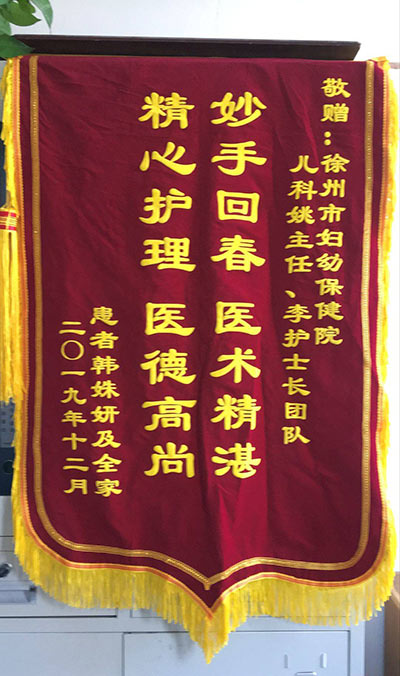 敬赠：徐州市妇幼保健院
儿科姚主任、李护士长团队
妙手回春 医术精湛
精心护理 医德高尚
患者韩姝妍及全家
二〇一九年十二月